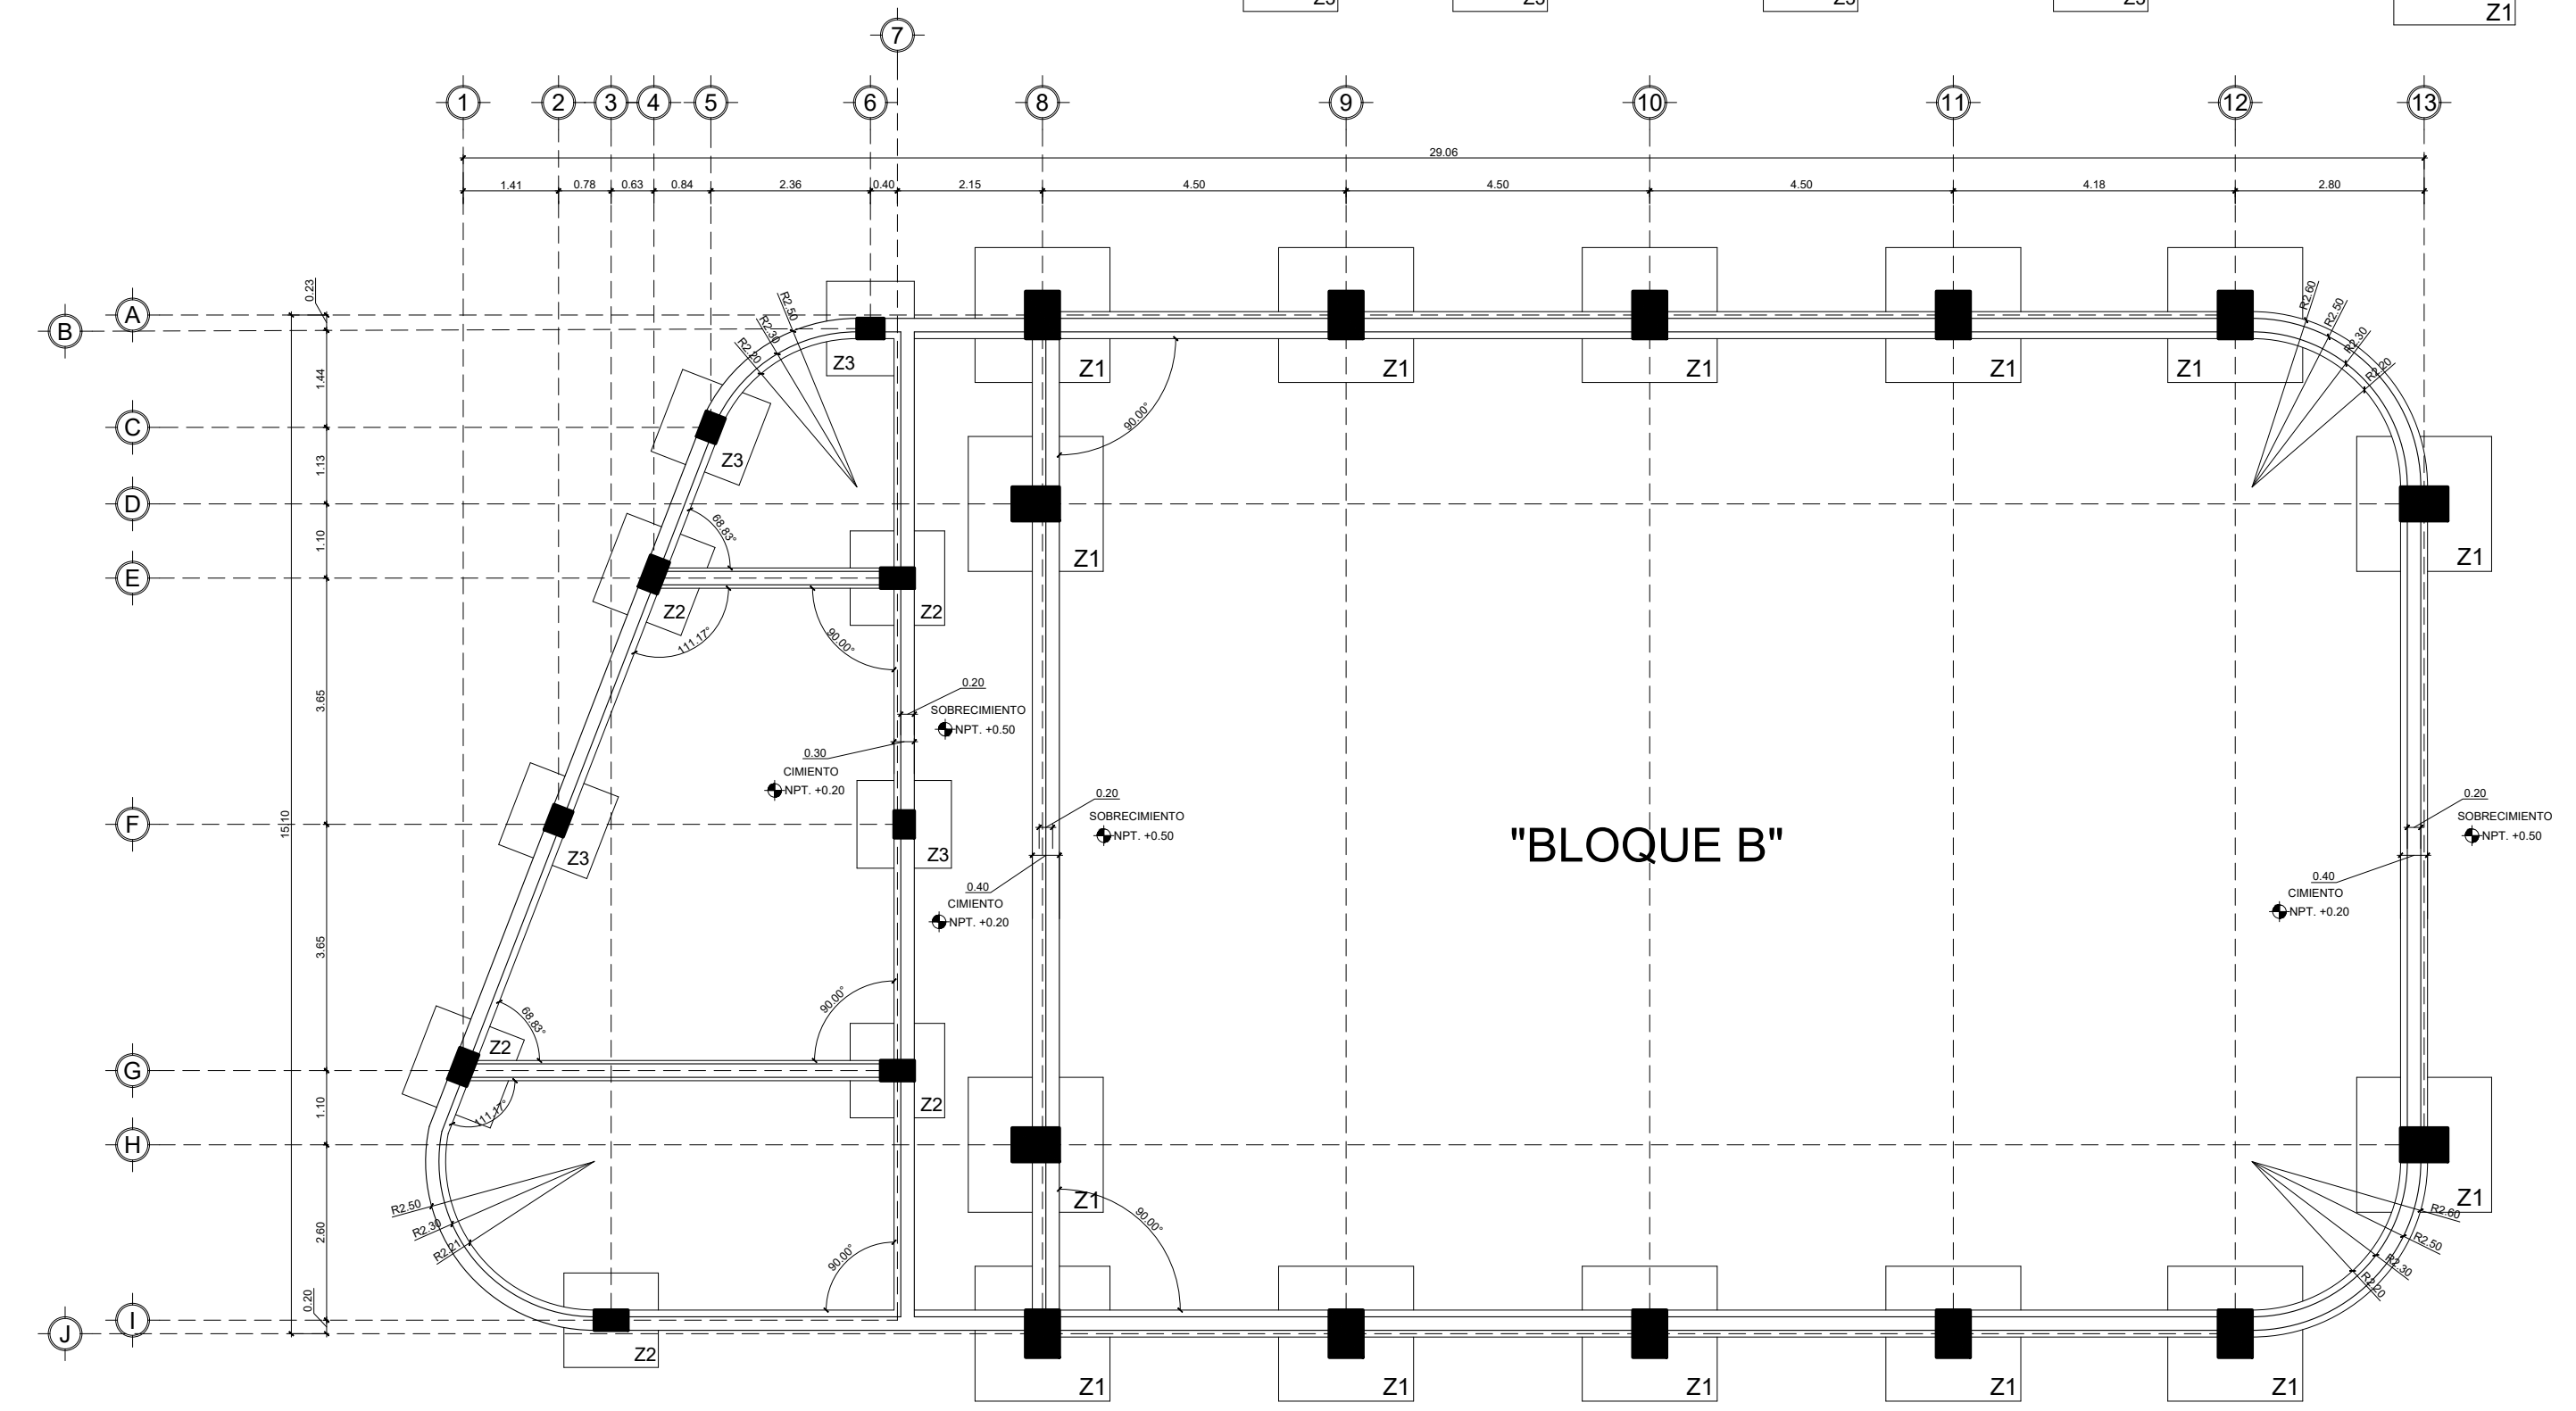 Z3
Z3
Z3
Z3
Z1
7
1
2
3
4
5
6
8
9
10
11
12
13
29.06
1.41
0.78
0.63
0.84
2.36
0.40
2.15
4.50
4.50
4.50
4.18
2.80
A
B
0.23
R2.50
R2.30
R2.20
Z3
Z1
Z1
Z1
Z1
Z1
R2.60
R2.50
R2.30
R2.20
1.44
90.00°
C
Z3
1.13
D
Z1
Z1
1.10
68.83°
E
Z2
Z2
111.17°
90.00°
3.65
0.20
SOBRECIMIENTO
NPT. +0.50
0.30
CIMIENTO
NPT. +0.20
0.20
SOBRECIMIENTO
NPT. +0.50
0.20
SOBRECIMIENTO
NPT. +0.50
15.10
F
"BLOQUE B"
Z3
Z3
0.40
CIMIENTO
NPT. +0.20
0.40
CIMIENTO
NPT. +0.20
3.65
90.00°
68.83°
Z2
G
Z2
1.10
111.17°
H
Z1
Z1
R2.50
R2.30
R2.21
2.60
90.00°
90.00°
R2.60
R2.50
R2.30
R2.20
0.20
I
J
Z2
Z1
Z1
Z1
Z1
Z1